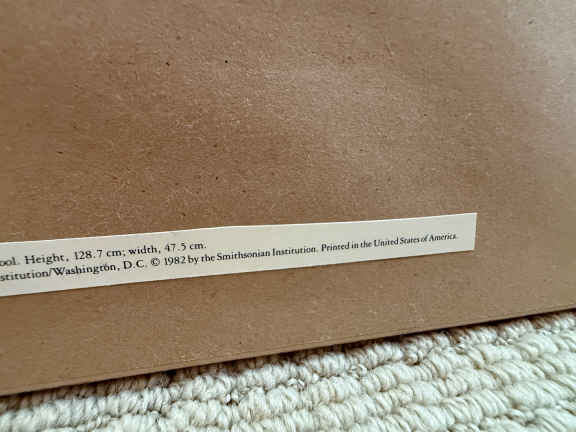 ool. Height, 128.7 cm; width, 47.5 cm.
stitution/Washington, D.C. © 1982 by the Smithsonian Institution. Printed in the United States of America.